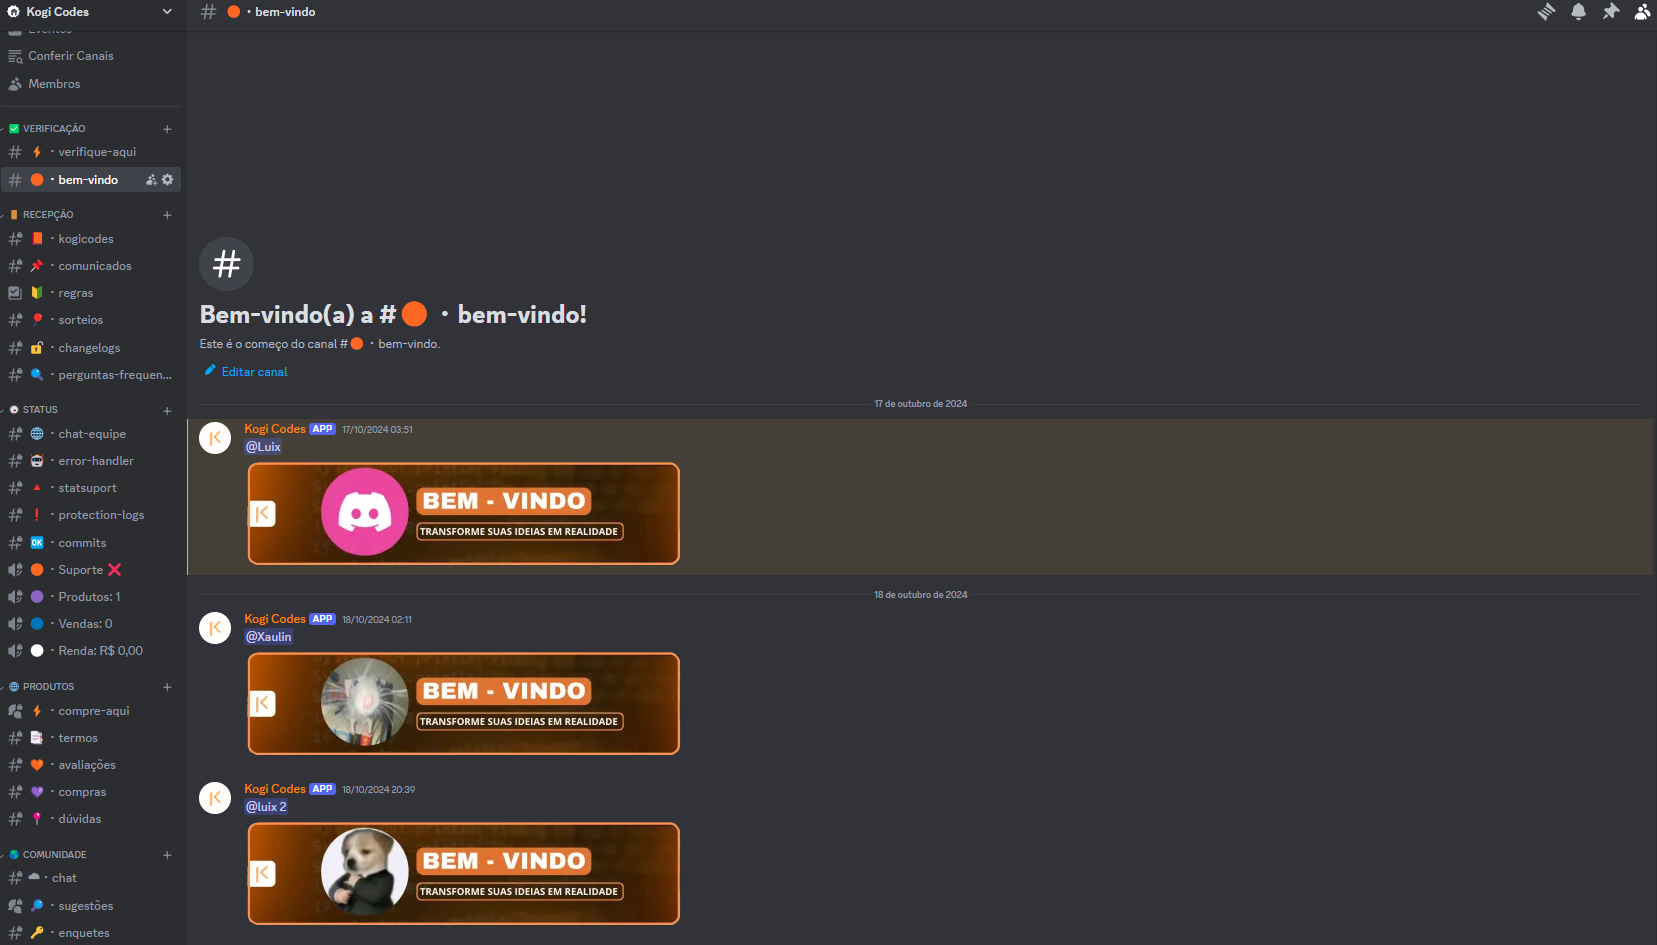 Kogi Codes
Eventos
Conferir Canais
Membros
VERIFICAÇÃO
verifique-aqui
bem-vindo
RECEPÇÃO
kogicodes
comunicados
regras
sorteios
changelogs
perguntas-frequen...
STATUS
chat-equipe
error-handler
statsuport
protection-logs
commits
Suporte ❌
Produtos: 1
Vendas: 0
Renda: R$ 0,00
PRODUTOS
compre-aqui
termos
avaliações
compras
dúvidas
COMUNIDADE
chat
sugestões
enquetes
# 🟠 · bem-vindo
#
Bem-vindo(a) a # 🟠 · bem-vindo!
Este é o começo do canal # 🟠 · bem-vindo.
Editar canal
17 de outubro de 2024
Kogi Codes APP 17/10/2024 03:51
@Luix
BEM - VINDO
TRANSFORME SUAS IDEIAS EM REALIDADE
18 de outubro de 2024
Kogi Codes APP 18/10/2024 02:11
@Xaulin
BEM - VINDO
TRANSFORME SUAS IDEIAS EM REALIDADE
Kogi Codes APP 18/10/2024 20:39
@luix 2
BEM - VINDO
TRANSFORME SUAS IDEIAS EM REALIDADE